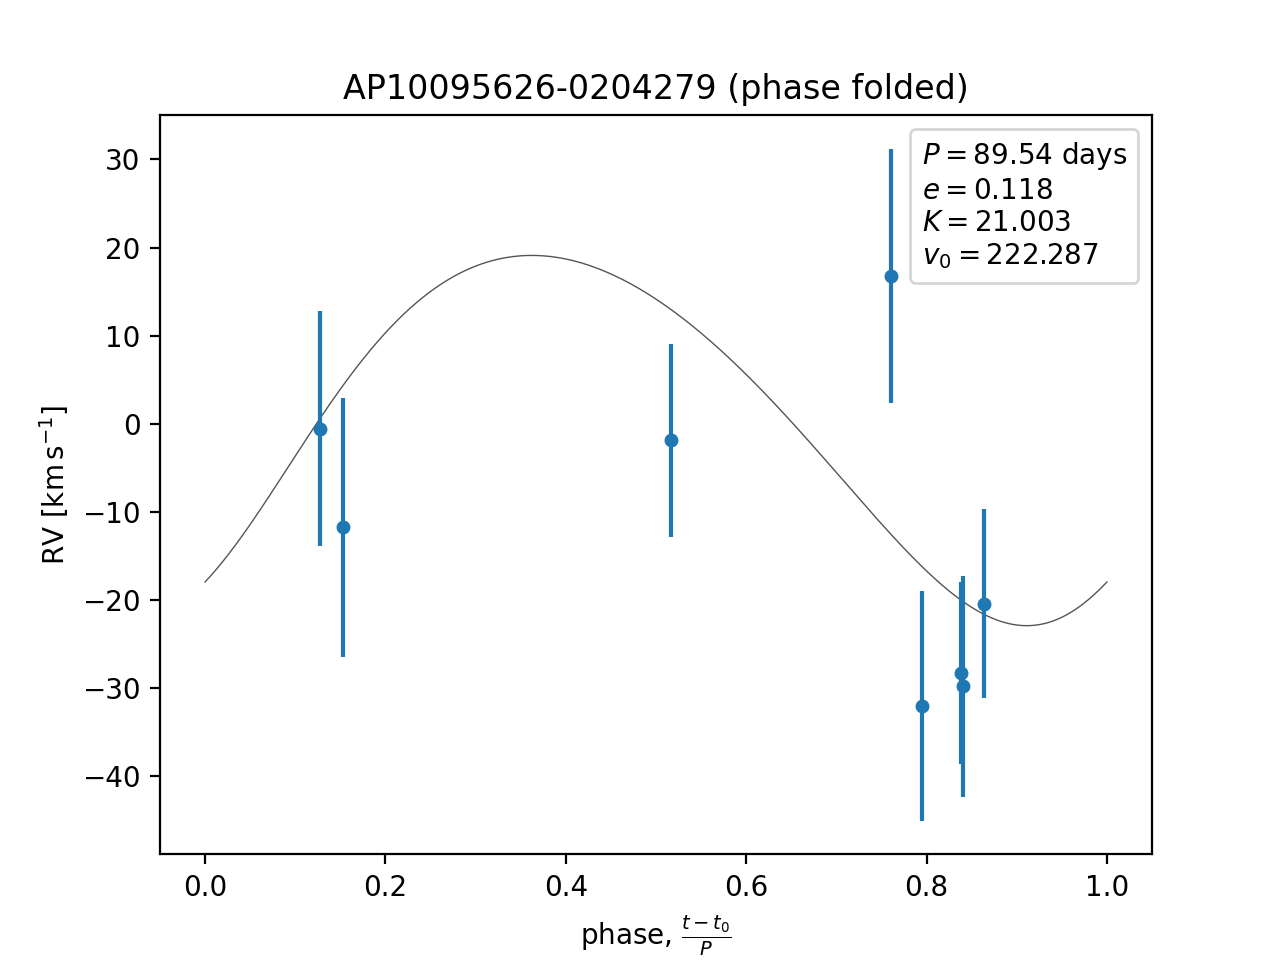 AP10095626-0204279 (phase folded)
P = 89.54 days
e = 0.118
K = 21.003
v₀ = 222.287
30
20
10
0
−10
−20
−30
−40
RV [km s⁻¹]
0.0 0.2 0.4 0.6 0.8 1.0
phase, (t − t₀)/P